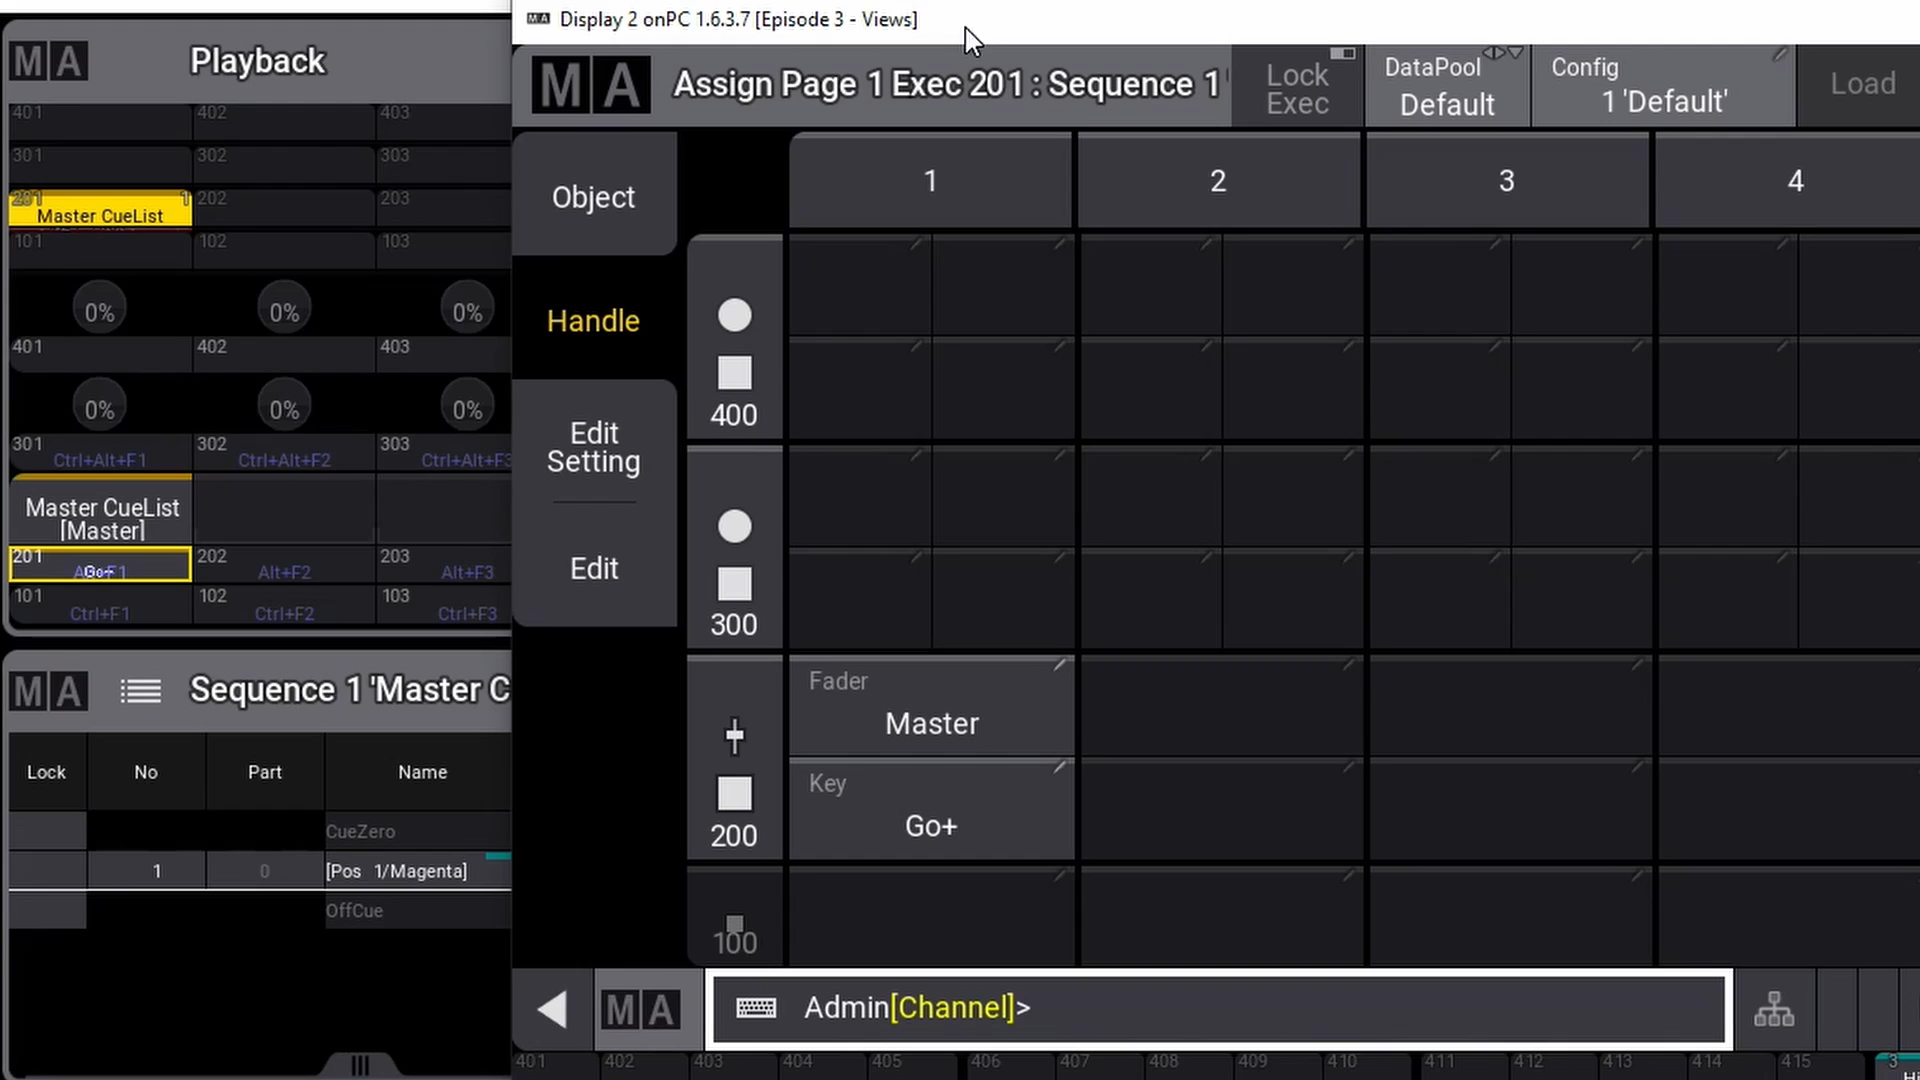 Display 2 onPC 1.6.3.7 [Episode 3 - Views]
MA Playback
401 402 403
301 302 303
201 1 202 203
Master CueList
101 102 103
0% 0% 0%
401 402 403
0% 0% 0%
301 302 303
Ctrl+Alt+F1 Ctrl+Alt+F2 Ctrl+Alt+F3
Master CueList
[Master]
201 202 203
Go+ Alt+F2 Alt+F3
101 102 103
Ctrl+F1 Ctrl+F2 Ctrl+F3
MA Sequence 1 'Master C
Lock No Part Name
CueZero
1 0 [Pos 1/Magenta]
OffCue
MA Assign Page 1 Exec 201 : Sequence 1
Lock
Exec
DataPool
Default
Config
1 'Default'
Load
Object
Handle
Edit
Setting
Edit
1 2 3 4
400
300
Fader
Master
Key
Go+
200
100
MA Admin[Channel]>
401 402 403 404 405 406 407 408 409 410 411 412 413 414 415 3